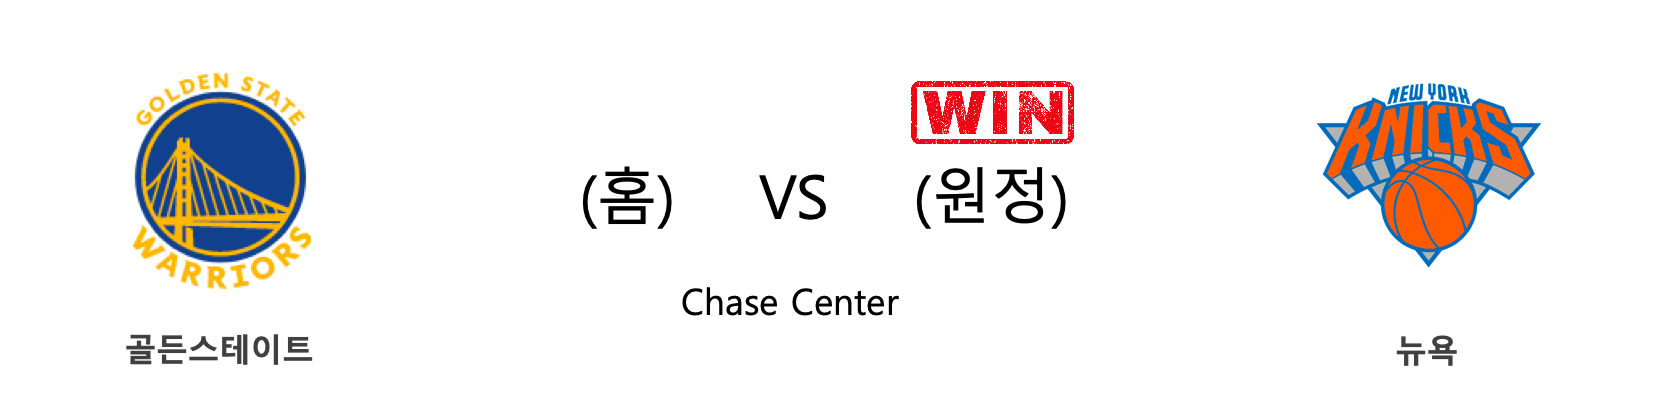 GOLDEN STATE
WARRIORS
골든스테이트
WIN
(홈) VS (원정)
Chase Center
NEW YORK
KNICKS
뉴욕